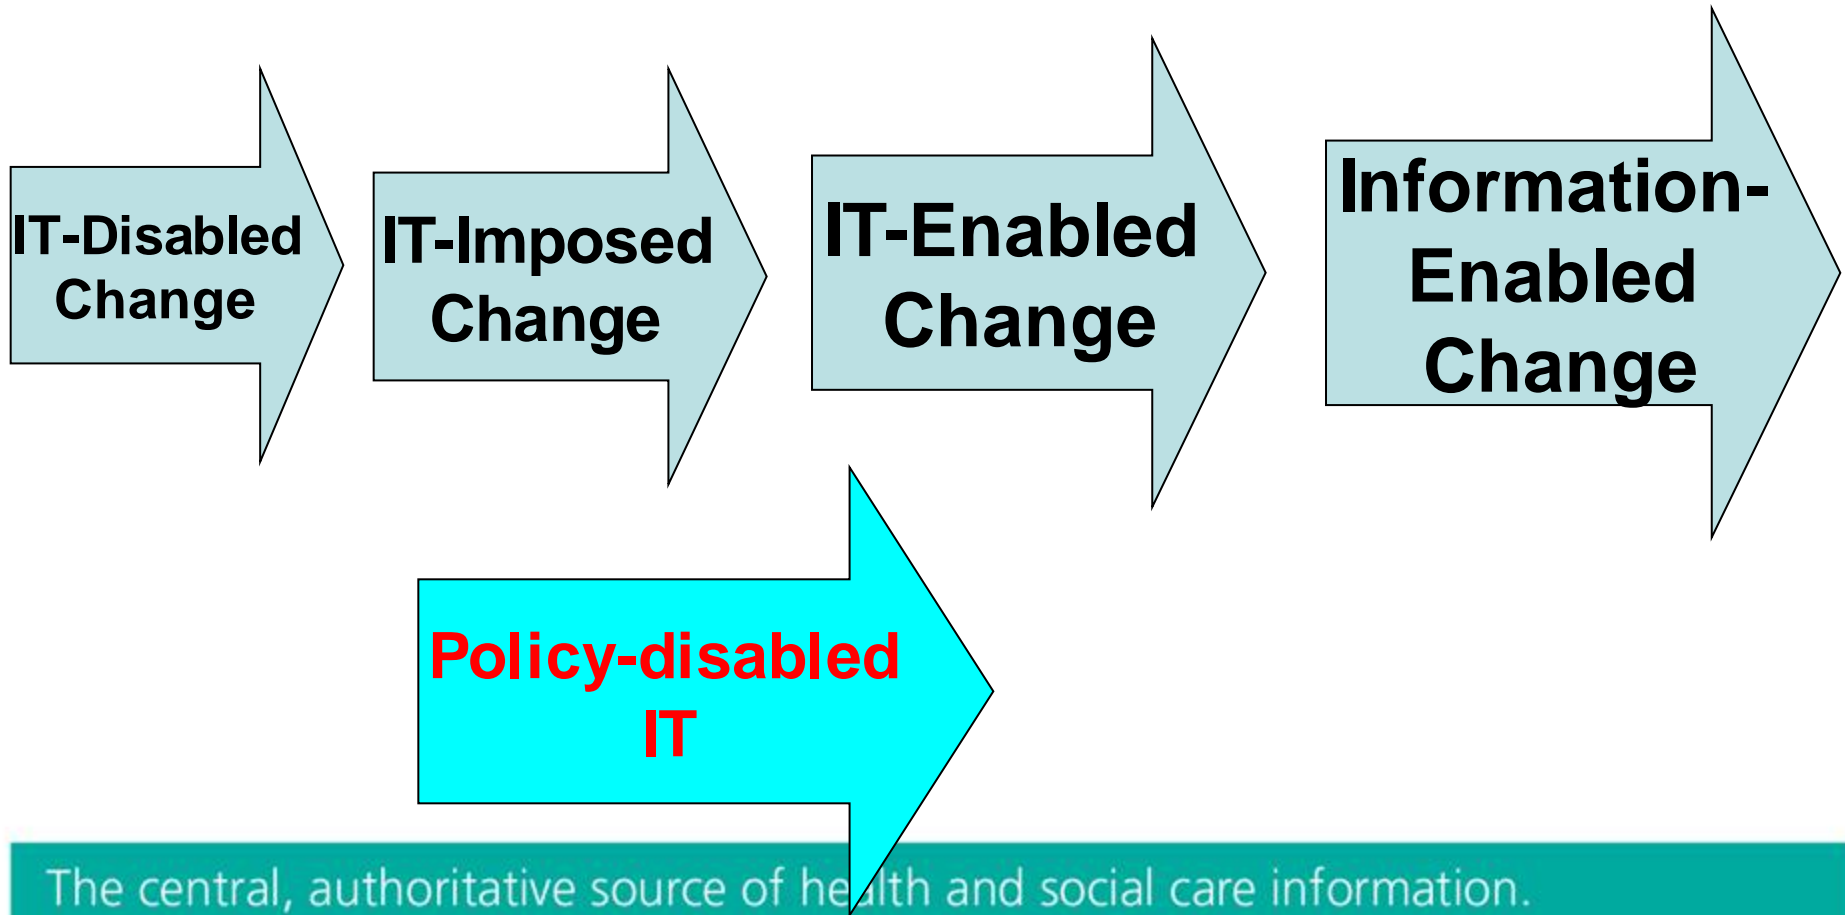 IT-Disabled
Change
IT-Imposed
Change
IT-Enabled
Change
Information-
Enabled
Change
Policy-disabled
IT
The central, authoritative source of health and social care information.